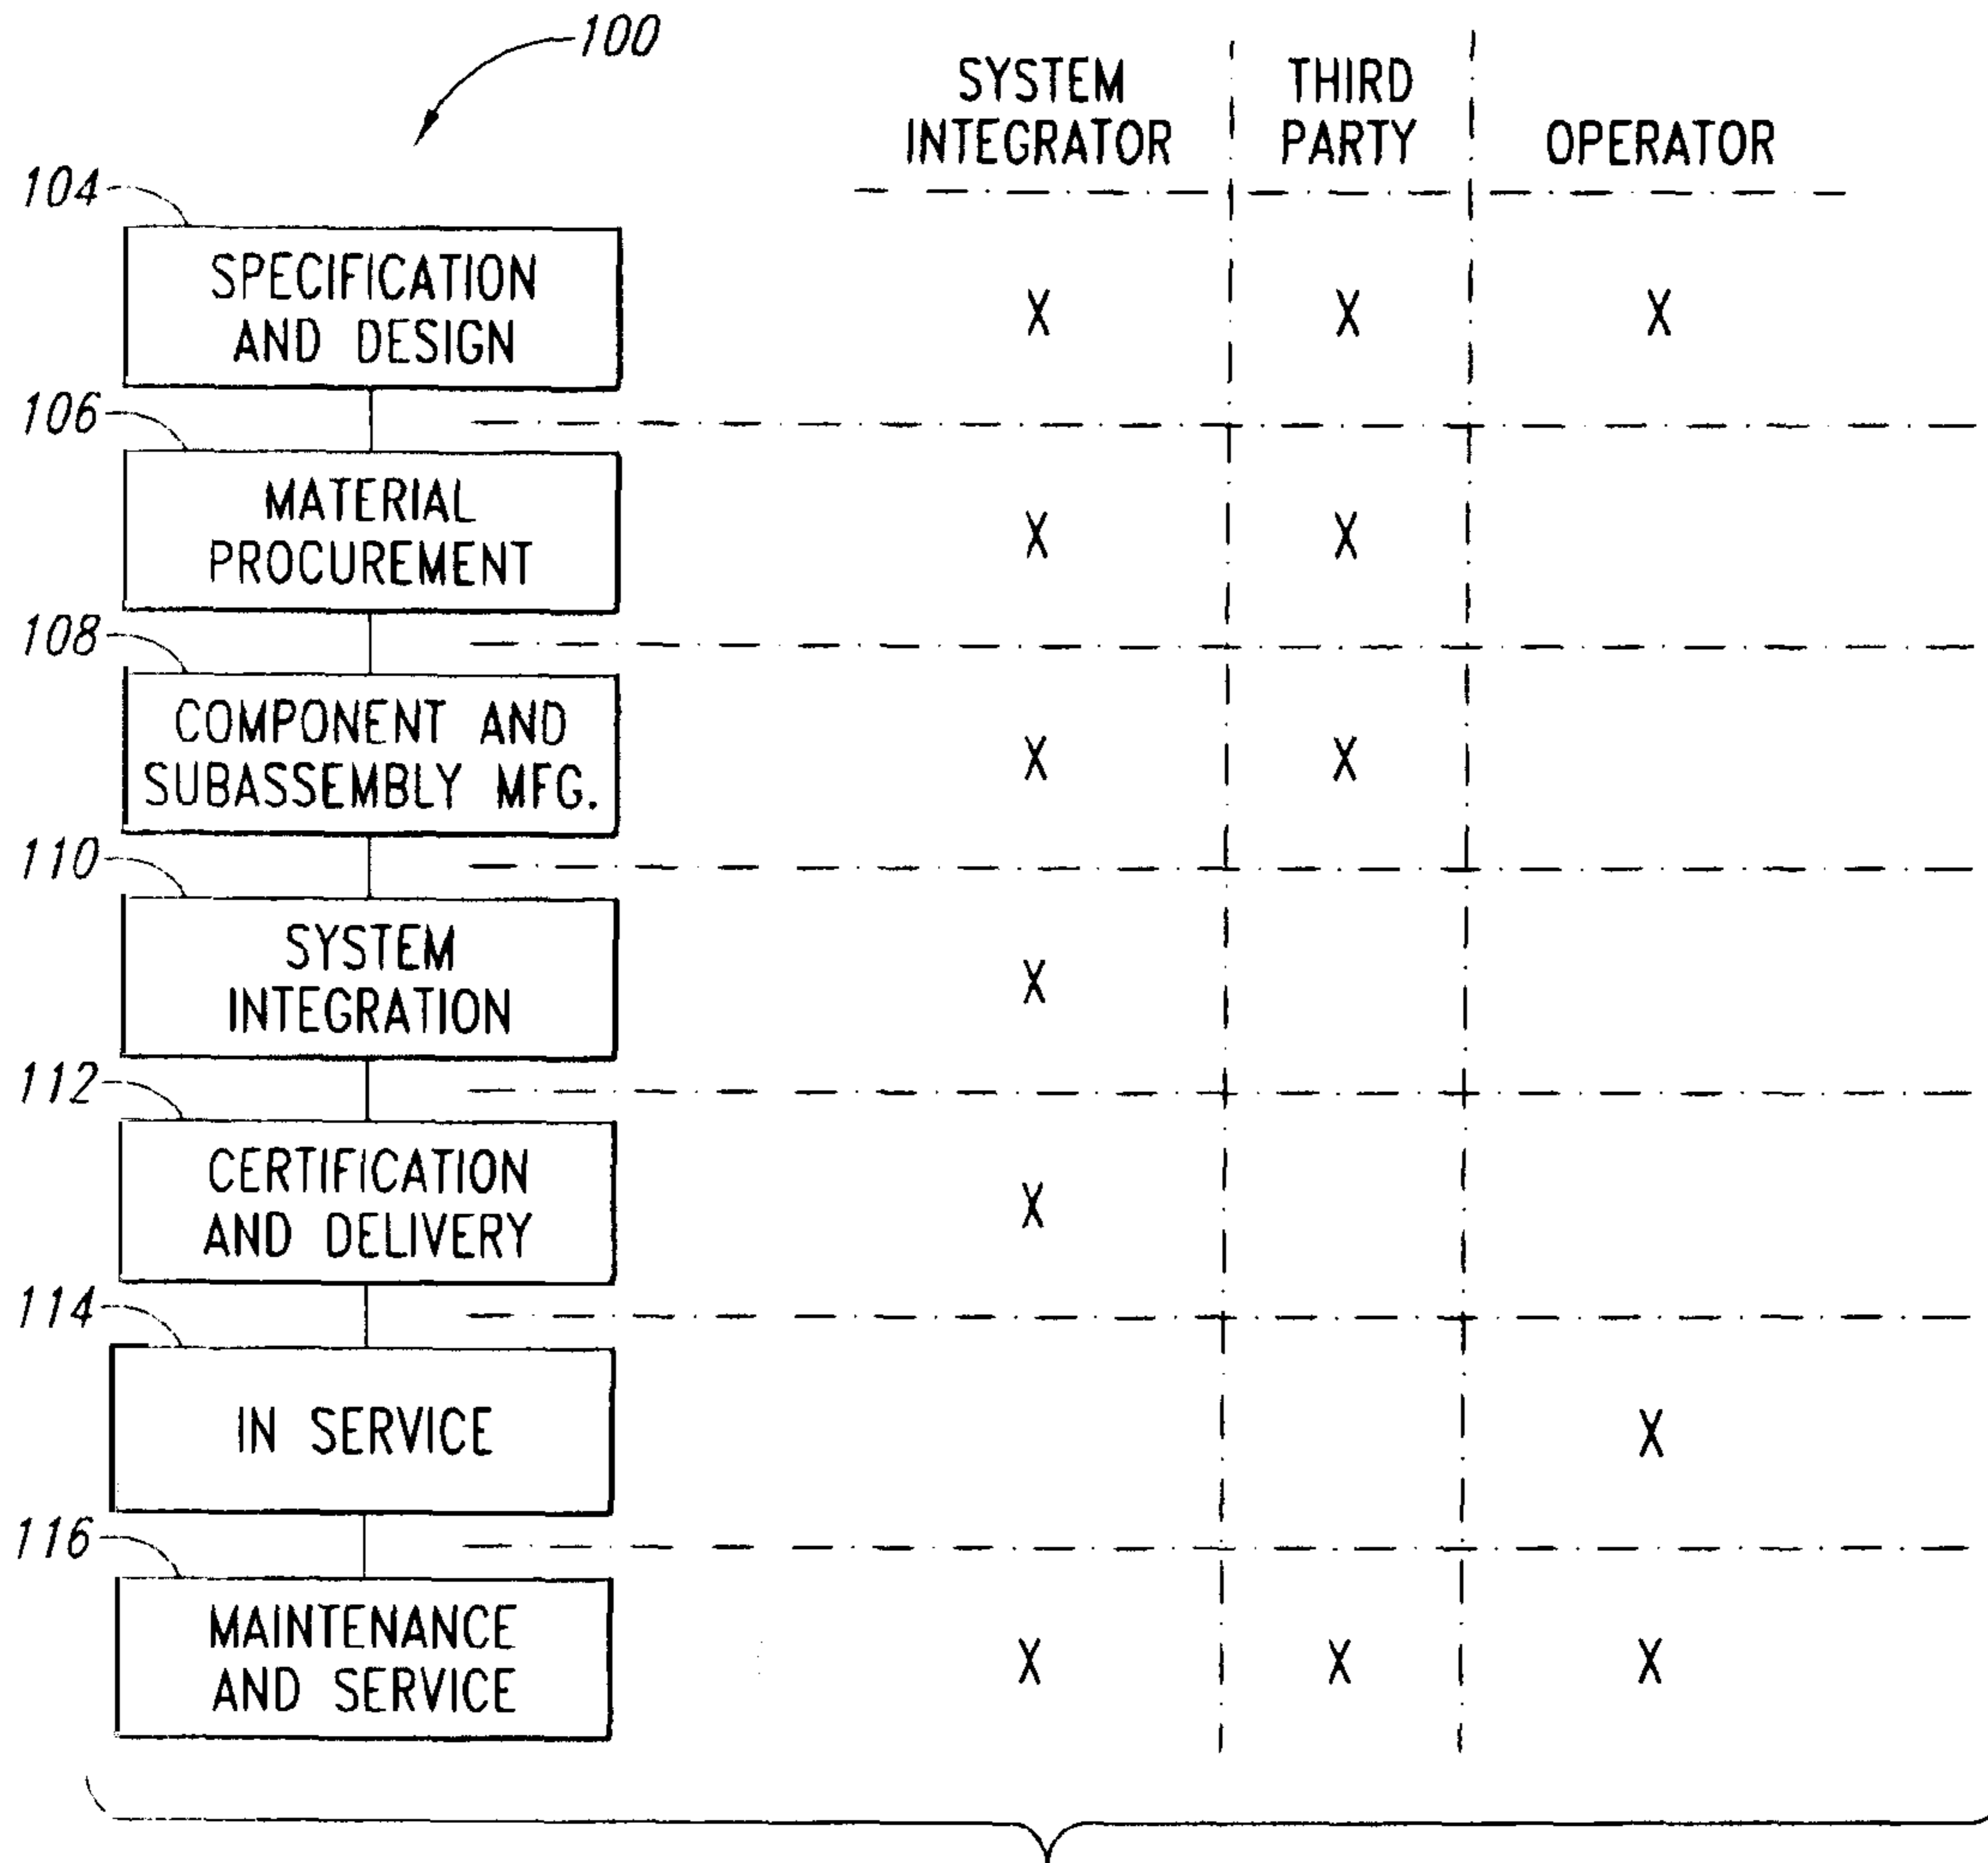 100
SYSTEM
INTEGRATOR
THIRD
PARTY
OPERATOR
104
SPECIFICATION
AND DESIGN
X X X
106
MATERIAL
PROCUREMENT
X X
108
COMPONENT AND
SUBASSEMBLY MFG.
X X
110
SYSTEM
INTEGRATION
X
112
CERTIFICATION
AND DELIVERY
X
114
IN SERVICE
X
116
MAINTENANCE
AND SERVICE
X X X